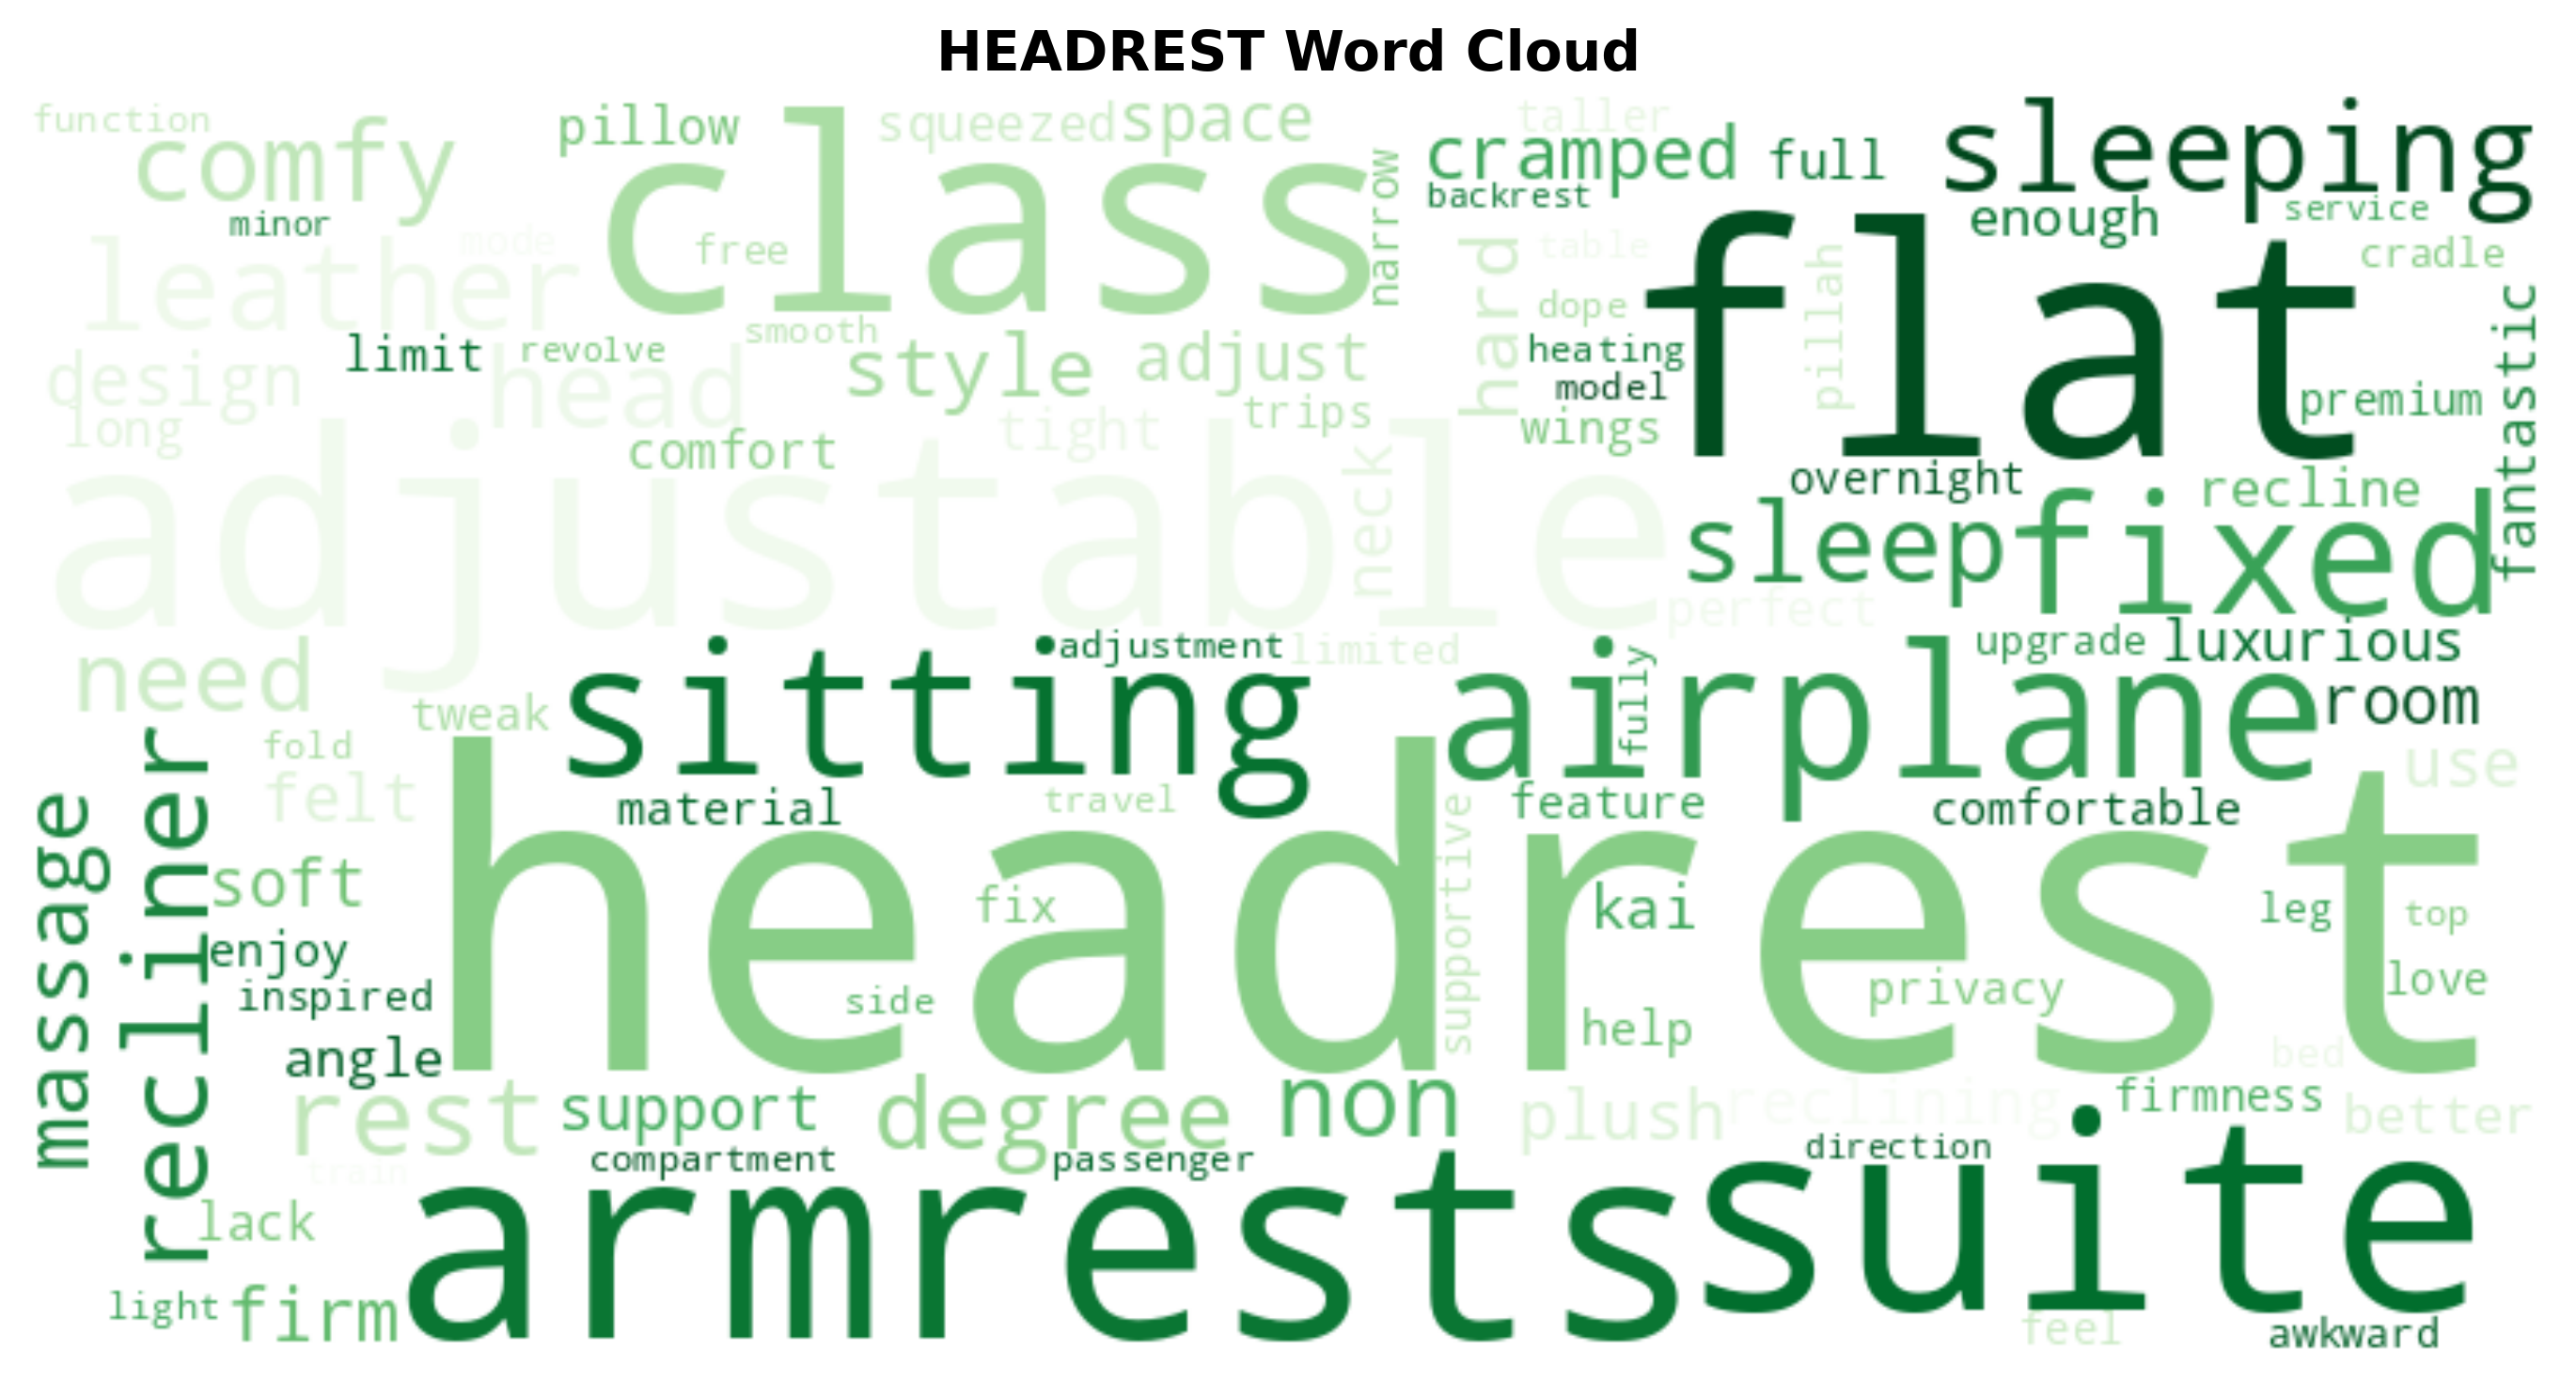 HEADREST Word Cloud
function
comfy
pillow
class
squeezed
space
taller
cramped
full
sleeping
minor
mode
free
narrow
backrest
enough
service
leather
hard
table
flat
cradle
limit
revolve
smooth
dope
pillah
fantastic
design
head
style
adjust
heating
model
premium
long
comfort
tight
trips
wings
adjustable
neck
overnight
recline
sleep
fixed
perfect
need
sitting
adjustment
limited
airplane
fully
upgrade
luxurious
room
tweak
fold
felt
material
travel
feature
comfortable
use
massage
recliner
soft
headrest
fix
supportive
kai
leg
top
enjoy
inspired
side
privacy
love
angle
help
bed
rest
support
degree
non
plush
reclining
firmness
better
train
compartment
passenger
direction
lack
armrests
suite
light
firm
feel
awkward